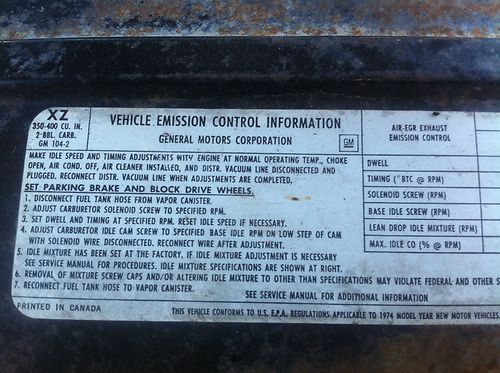 XZ
350-400 CU. IN.
2-BBL. CARB.
GM 104-2
VEHICLE EMISSION CONTROL INFORMATION
GENERAL MOTORS CORPORATION
GM
MAKE IDLE SPEED AND TIMING ADJUSTMENTS WITH ENGINE AT NORMAL OPERATING TEMP., CHOKE
OPEN, AIR COND. OFF, AIR CLEANER INSTALLED, AND DISTR. VACUUM LINE DISCONNECTED AND
PLUGGED. RECONNECT DISTR. VACUUM LINE WHEN ADJUSTMENTS ARE COMPLETED.
SET PARKING BRAKE AND BLOCK DRIVE WHEELS.
1. DISCONNECT FUEL TANK HOSE FROM VAPOR CANISTER.
2. ADJUST CARBURETOR SOLENOID SCREW TO SPECIFIED RPM.
3. SET DWELL AND TIMING AT SPECIFIED RPM. RESET IDLE SPEED IF NECESSARY.
4. ADJUST CARBURETOR IDLE CAM SCREW TO SPECIFIED BASE IDLE RPM ON LOW STEP OF CAM
WITH SOLENOID WIRE DISCONNECTED. RECONNECT WIRE AFTER ADJUSTMENT.
5. IDLE MIXTURE HAS BEEN SET AT THE FACTORY. IF IDLE MIXTURE ADJUSTMENT IS NECESSARY
SEE SERVICE MANUAL FOR PROCEDURES. IDLE MIXTURE SPECIFICATIONS ARE SHOWN AT RIGHT.
6. REMOVAL OF MIXTURE SCREW CAPS AND/OR ALTERING IDLE MIXTURE TO OTHER THAN SPECIFICATIONS MAY VIOLATE FEDERAL AND OTHER S
7. RECONNECT FUEL TANK HOSE TO VAPOR CANISTER.
SEE SERVICE MANUAL FOR ADDITIONAL INFORMATION
PRINTED IN CANADA
THIS VEHICLE CONFORMS TO U.S. E.P.A. REGULATIONS APPLICABLE TO 1974 MODEL YEAR NEW MOTOR VEHICLES.
AIR-EGR EXHAUST
EMISSION CONTROL
DWELL
TIMING (°BTC @ RPM)
SOLENOID SCREW (RPM)
BASE IDLE SCREW (RPM)
LEAN DROP IDLE MIXTURE (RPM)
MAX. IDLE CO (% @ RPM)